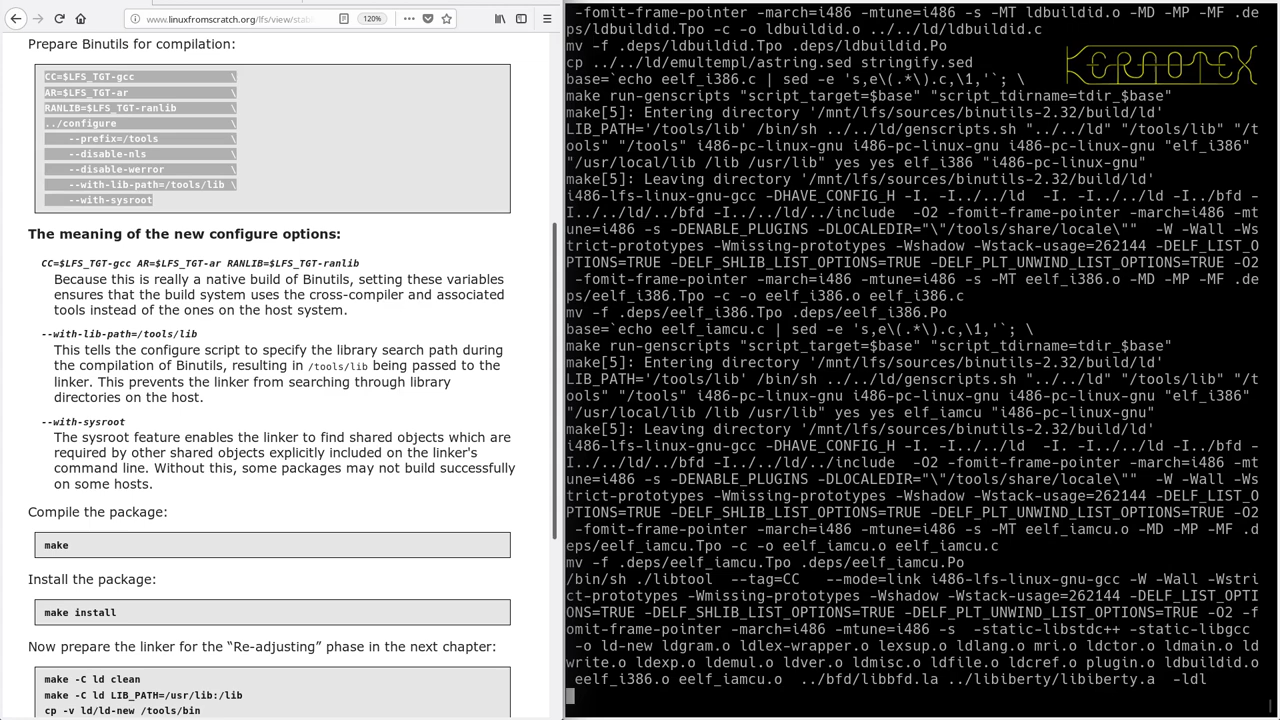 www.linuxfromscratch.org/lfs/view/stab
120%
Prepare Binutils for compilation:
CC=$LFS_TGT-gcc \
AR=$LFS_TGT-ar \
RANLIB=$LFS_TGT-ranlib \
../configure \
--prefix=/tools \
--disable-nls \
--disable-werror \
--with-lib-path=/tools/lib \
--with-sysroot
The meaning of the new configure options:
CC=$LFS_TGT-gcc AR=$LFS_TGT-ar RANLIB=$LFS_TGT-ranlib
Because this is really a native build of Binutils, setting these variables
ensures that the build system uses the cross-compiler and associated
tools instead of the ones on the host system.
--with-lib-path=/tools/lib
This tells the configure script to specify the library search path during
the compilation of Binutils, resulting in /tools/lib being passed to the
linker. This prevents the linker from searching through library
directories on the host.
--with-sysroot
The sysroot feature enables the linker to find shared objects which are
required by other shared objects explicitly included on the linker's
command line. Without this, some packages may not build successfully
on some hosts.
Compile the package:
make
Install the package:
make install
Now prepare the linker for the “Re-adjusting” phase in the next chapter:
make -C ld clean
make -C ld LIB_PATH=/usr/lib:/lib
cp -v ld/ld-new /tools/bin
-fomit-frame-pointer -march=i486 -mtune=i486 -s -MT ldbuildid.o -MD -MP -MF .de
ps/ldbuildid.Tpo -c -o ldbuildid.o ../../ld/ldbuildid.c
mv -f .deps/ldbuildid.Tpo .deps/ldbuildid.Po
cp ../../ld/emultempl/astring.sed stringify.sed
base=`echo eelf_i386.c | sed -e 's,e\(.*\).c,\1,'`; \
make run-genscripts "script_target=$base" "script_tdirname=tdir_$base"
make[5]: Entering directory '/mnt/lfs/sources/binutils-2.32/build/ld'
LIB_PATH='/tools/lib' /bin/sh ../../ld/genscripts.sh "../../ld" "/tools/lib" "/t
ools" "/tools" i486-pc-linux-gnu i486-pc-linux-gnu i486-pc-linux-gnu "elf_i386"
"/usr/local/lib /lib /usr/lib" yes yes elf_i386 "i486-pc-linux-gnu"
make[5]: Leaving directory '/mnt/lfs/sources/binutils-2.32/build/ld'
i486-lfs-linux-gnu-gcc -DHAVE_CONFIG_H -I. -I../../ld  -I. -I../../ld -I../bfd -
I../../ld/../bfd -I../../ld/../include  -O2 -fomit-frame-pointer -march=i486 -mt
une=i486 -s -DENABLE_PLUGINS -DLOCALEDIR="\"/tools/share/locale\""  -W -Wall -Ws
trict-prototypes -Wmissing-prototypes -Wshadow -Wstack-usage=262144 -DELF_LIST_O
PTIONS=TRUE -DELF_SHLIB_LIST_OPTIONS=TRUE -DELF_PLT_UNWIND_LIST_OPTIONS=TRUE -O2
-fomit-frame-pointer -march=i486 -mtune=i486 -s -MT eelf_i386.o -MD -MP -MF .de
ps/eelf_i386.Tpo -c -o eelf_i386.o eelf_i386.c
mv -f .deps/eelf_i386.Tpo .deps/eelf_i386.Po
base=`echo eelf_iamcu.c | sed -e 's,e\(.*\).c,\1,'`; \
make run-genscripts "script_target=$base" "script_tdirname=tdir_$base"
make[5]: Entering directory '/mnt/lfs/sources/binutils-2.32/build/ld'
LIB_PATH='/tools/lib' /bin/sh ../../ld/genscripts.sh "../../ld" "/tools/lib" "/t
ools" "/tools" i486-pc-linux-gnu i486-pc-linux-gnu i486-pc-linux-gnu "elf_i386"
"/usr/local/lib /lib /usr/lib" yes yes elf_iamcu "i486-pc-linux-gnu"
make[5]: Leaving directory '/mnt/lfs/sources/binutils-2.32/build/ld'
i486-lfs-linux-gnu-gcc -DHAVE_CONFIG_H -I. -I../../ld  -I. -I../../ld -I../bfd -
I../../ld/../bfd -I../../ld/../include  -O2 -fomit-frame-pointer -march=i486 -mt
une=i486 -s -DENABLE_PLUGINS -DLOCALEDIR="\"/tools/share/locale\""  -W -Wall -Ws
trict-prototypes -Wmissing-prototypes -Wshadow -Wstack-usage=262144 -DELF_LIST_O
PTIONS=TRUE -DELF_SHLIB_LIST_OPTIONS=TRUE -DELF_PLT_UNWIND_LIST_OPTIONS=TRUE -O2
-fomit-frame-pointer -march=i486 -mtune=i486 -s -MT eelf_iamcu.o -MD -MP -MF .de
ps/eelf_iamcu.Tpo -c -o eelf_iamcu.o eelf_iamcu.c
mv -f .deps/eelf_iamcu.Tpo .deps/eelf_iamcu.Po
/bin/sh ./libtool  --tag=CC   --mode=link i486-lfs-linux-gnu-gcc -W -Wall -Wstri
ct-prototypes -Wmissing-prototypes -Wshadow -Wstack-usage=262144 -DELF_LIST_OPTI
ONS=TRUE -DELF_SHLIB_LIST_OPTIONS=TRUE -DELF_PLT_UNWIND_LIST_OPTIONS=TRUE -O2 -f
omit-frame-pointer -march=i486 -mtune=i486 -s  -static-libstdc++ -static-libgcc
-o ld-new ldgram.o ldlex-wrapper.o lexsup.o ldlang.o mri.o ldctor.o ldmain.o ld
write.o ldexp.o ldemul.o ldver.o ldmisc.o ldfile.o ldcref.o plugin.o ldbuildid.o
eelf_i386.o eelf_iamcu.o  ../bfd/libbfd.la ../libiberty/libiberty.a  -ldl